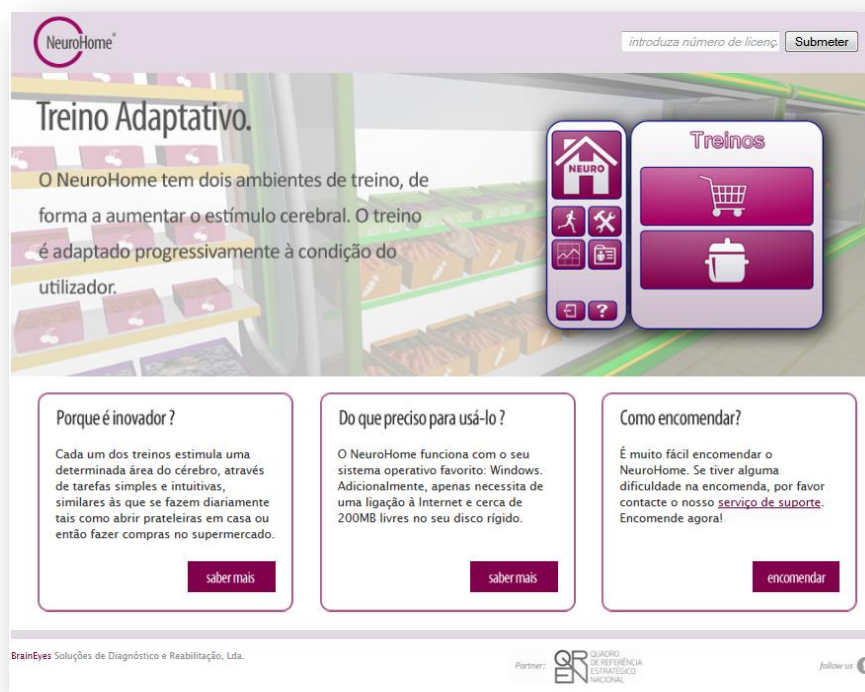 NeuroHome®
introduza número de licenç
Submeter
Treino Adaptativo.
O NeuroHome tem dois ambientes de treino, de
forma a aumentar o estímulo cerebral. O treino
é adaptado progressivamente à condição do
utilizador.
NEURO
Treinos
?
Porque é inovador ?
Cada um dos treinos estimula uma
determinada área do cérebro, através
de tarefas simples e intuitivas,
similares às que se fazem diariamente
tais como abrir prateleiras em casa ou
então fazer compras no supermercado.
saber mais
Do que preciso para usá-lo ?
O NeuroHome funciona com o seu
sistema operativo favorito: Windows.
Adicionalmente, apenas necessita de
uma ligação à Internet e cerca de
200MB livres no seu disco rígido.
saber mais
Como encomendar?
É muito fácil encomendar o
NeuroHome. Se tiver alguma
dificuldade na encomenda, por favor
contacte o nosso serviço de suporte.
Encomende agora!
encomendar
BrainEyes Soluções de Diagnóstico e Reabilitação, Lda.
Partner:
QR
EN
QUADRO
DE REFERÊNCIA
ESTRATÉGICO
NACIONAL
follow us